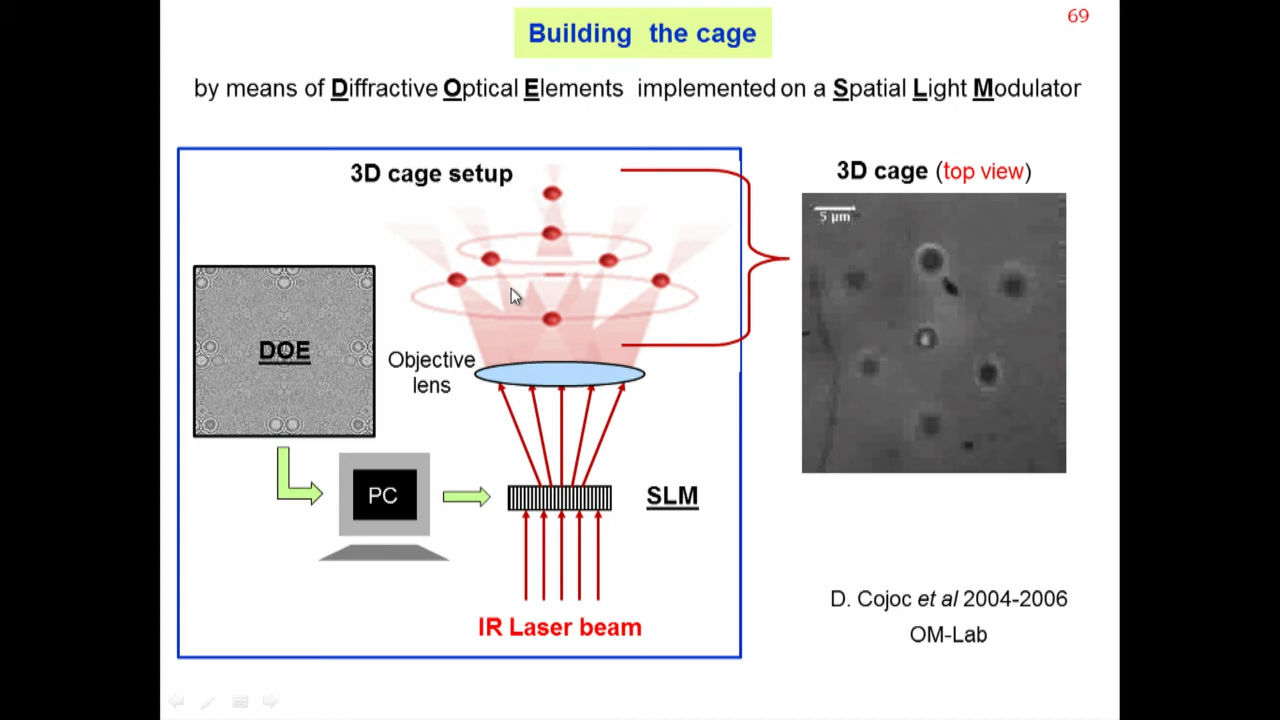 69
Building the cage
by means of Diffractive Optical Elements implemented on a Spatial Light Modulator
3D cage setup
3D cage (top view)
5 µm
DOE
Objective
lens
PC
SLM
IR Laser beam
D. Cojoc et al 2004-2006
OM-Lab